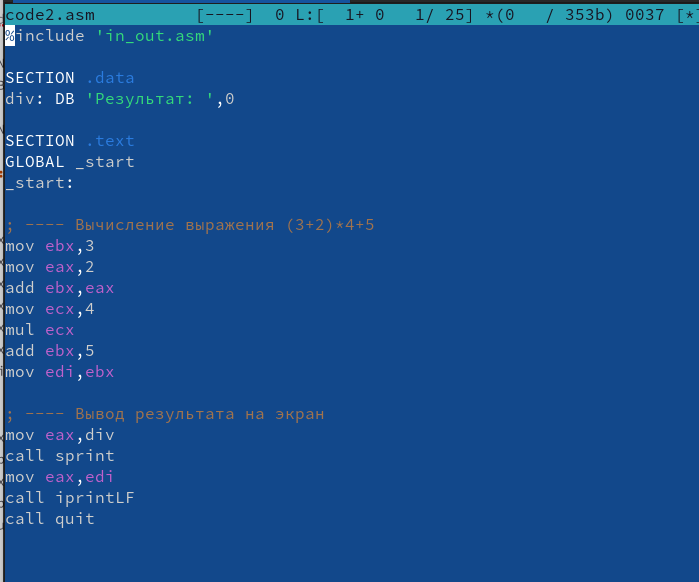 code2.asm [----] 0 L:[ 1+ 0 1/ 25] *(0 / 353b) 0037 [*]
%include 'in_out.asm'
SECTION .data
div: DB 'Результат: ',0
SECTION .text
GLOBAL _start
_start:
; ---- Вычисление выражения (3+2)*4+5
mov ebx,3
mov eax,2
add ebx,eax
mov ecx,4
mul ecx
add ebx,5
mov edi,ebx
; ---- Вывод результата на экран
mov eax,div
call sprint
mov eax,edi
call iprintLF
call quit